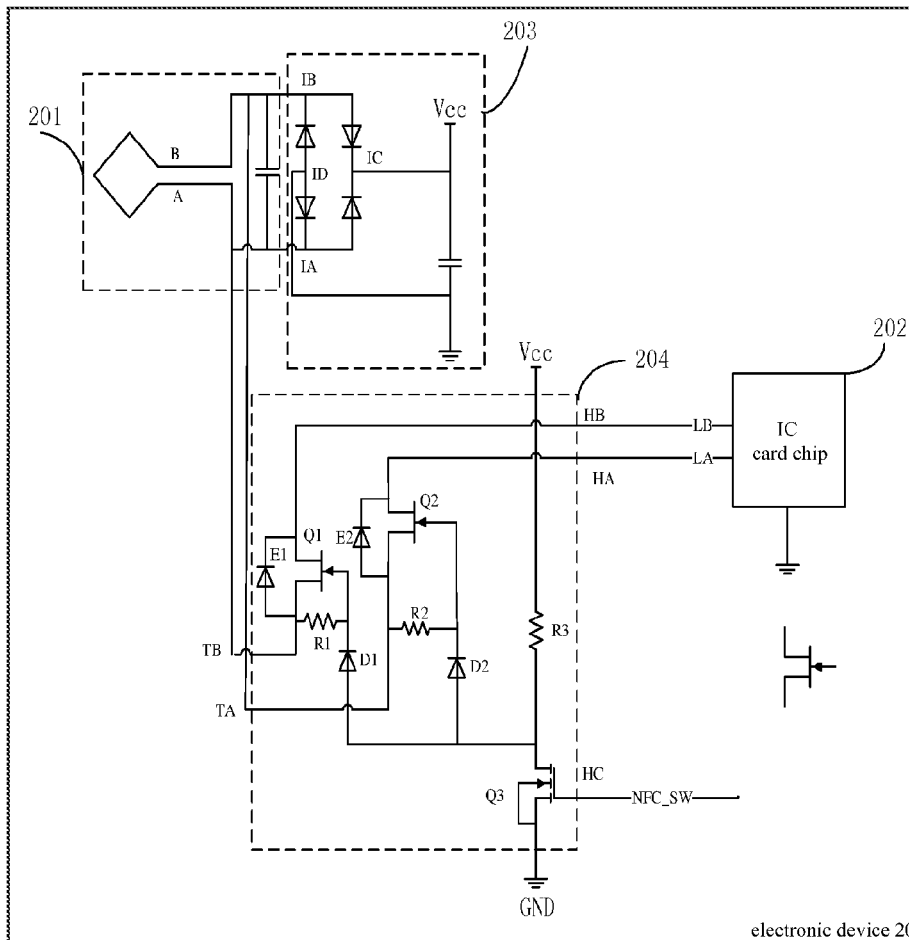 203
201
IB
Vcc
B
IC
ID
A
IA
Vcc
204
202
HB
LB
IC
card chip
LA
HA
Q2
E2
Q1
E1
R2
R3
R1
TB
D1
D2
TA
HC
Q3
NFC_SW
GND
electronic device 20